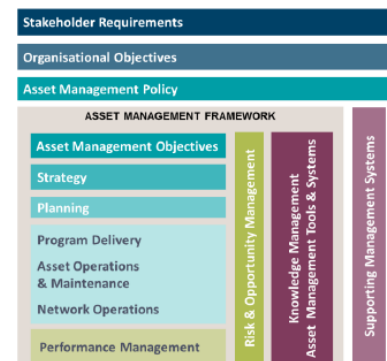 Stakeholder Requirements
Organisational Objectives
Asset Management Policy
ASSET MANAGEMENT FRAMEWORK
Asset Management Objectives
Strategy
Planning
Program Delivery
Asset Operations
& Maintenance
Network Operations
Performance Management
Risk & Opportunity Management
Knowledge Management
Asset Management Tools & Systems
Supporting Management Systems